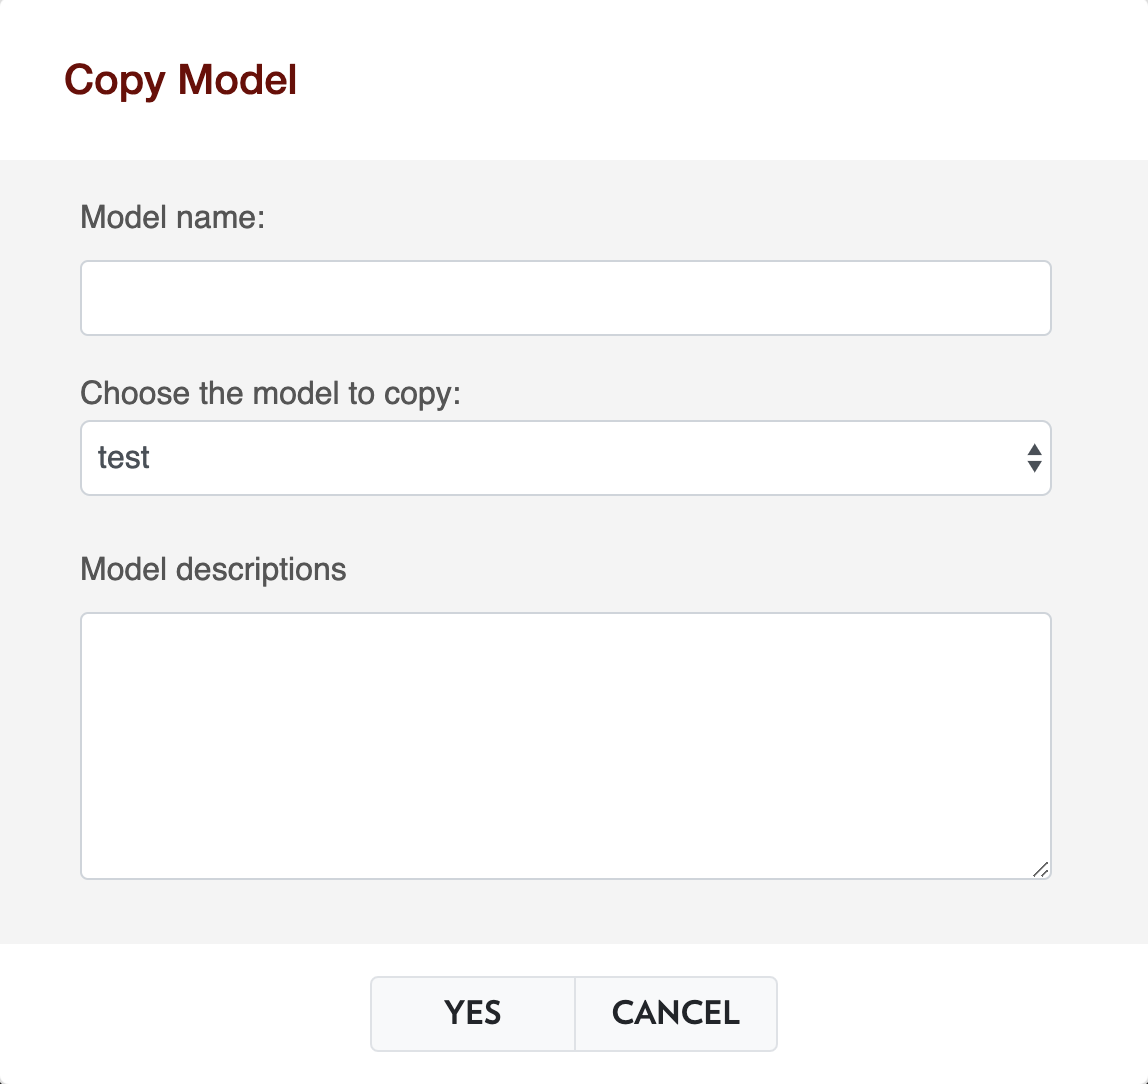 Copy Model
Model name:
Choose the model to copy:
test
Model descriptions
YES
CANCEL